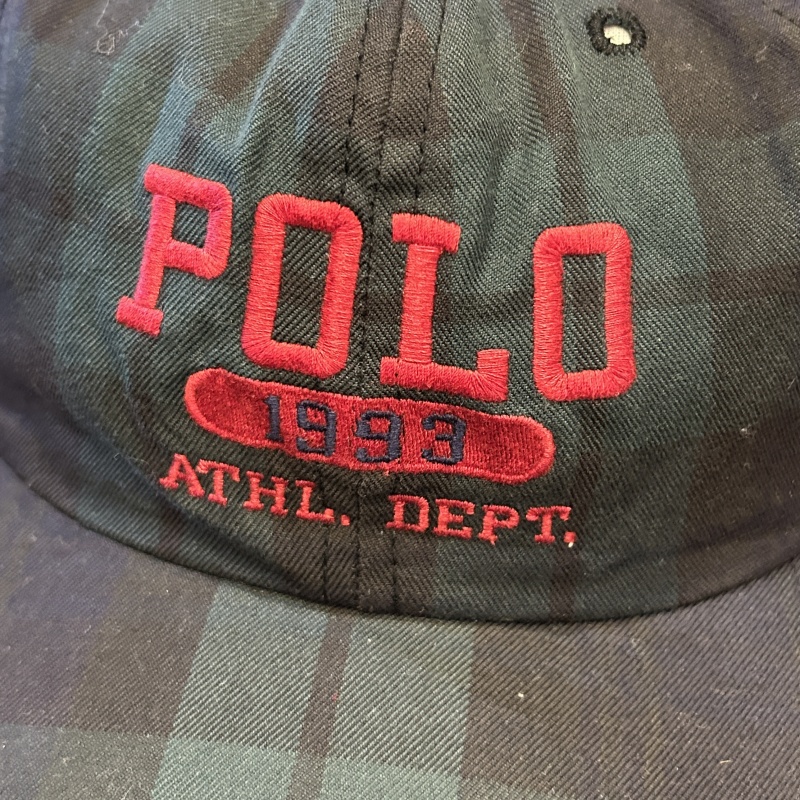 POLO
1993
ATHL. DEPT.